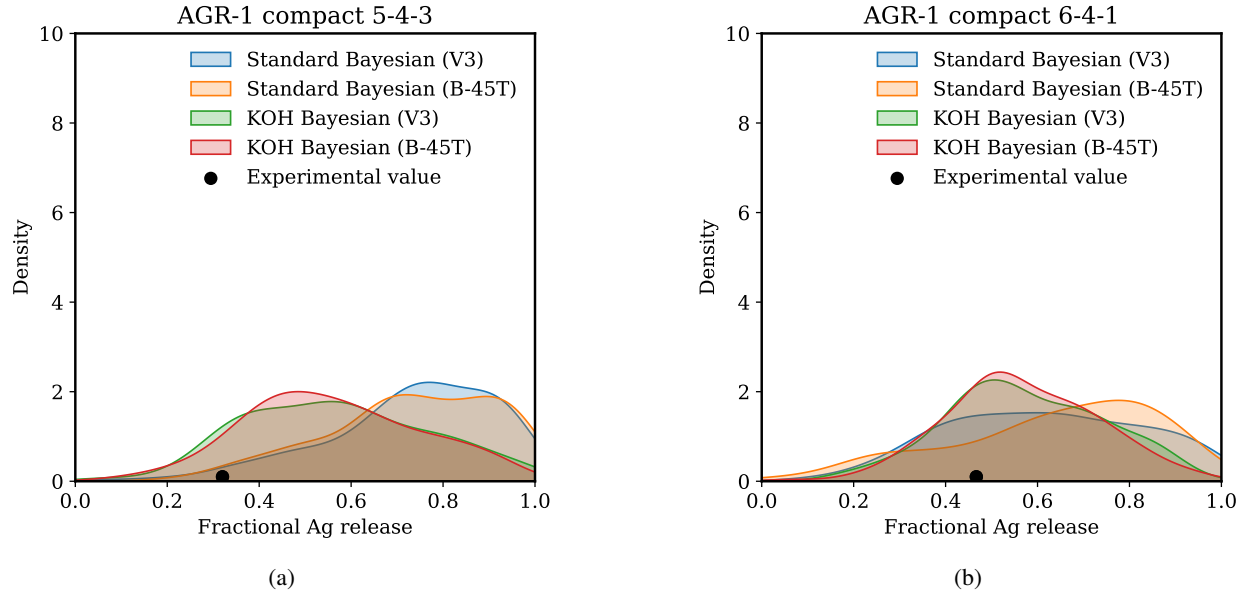 AGR-1 compact 5-4-3
10
8
6
4
2
0
Density
Standard Bayesian (V3)
Standard Bayesian (B-45T)
KOH Bayesian (V3)
KOH Bayesian (B-45T)
Experimental value
0.0 0.2 0.4 0.6 0.8 1.0
Fractional Ag release
(a)
AGR-1 compact 6-4-1
10
8
6
4
2
0
Density
Standard Bayesian (V3)
Standard Bayesian (B-45T)
KOH Bayesian (V3)
KOH Bayesian (B-45T)
Experimental value
0.0 0.2 0.4 0.6 0.8 1.0
Fractional Ag release
(b)